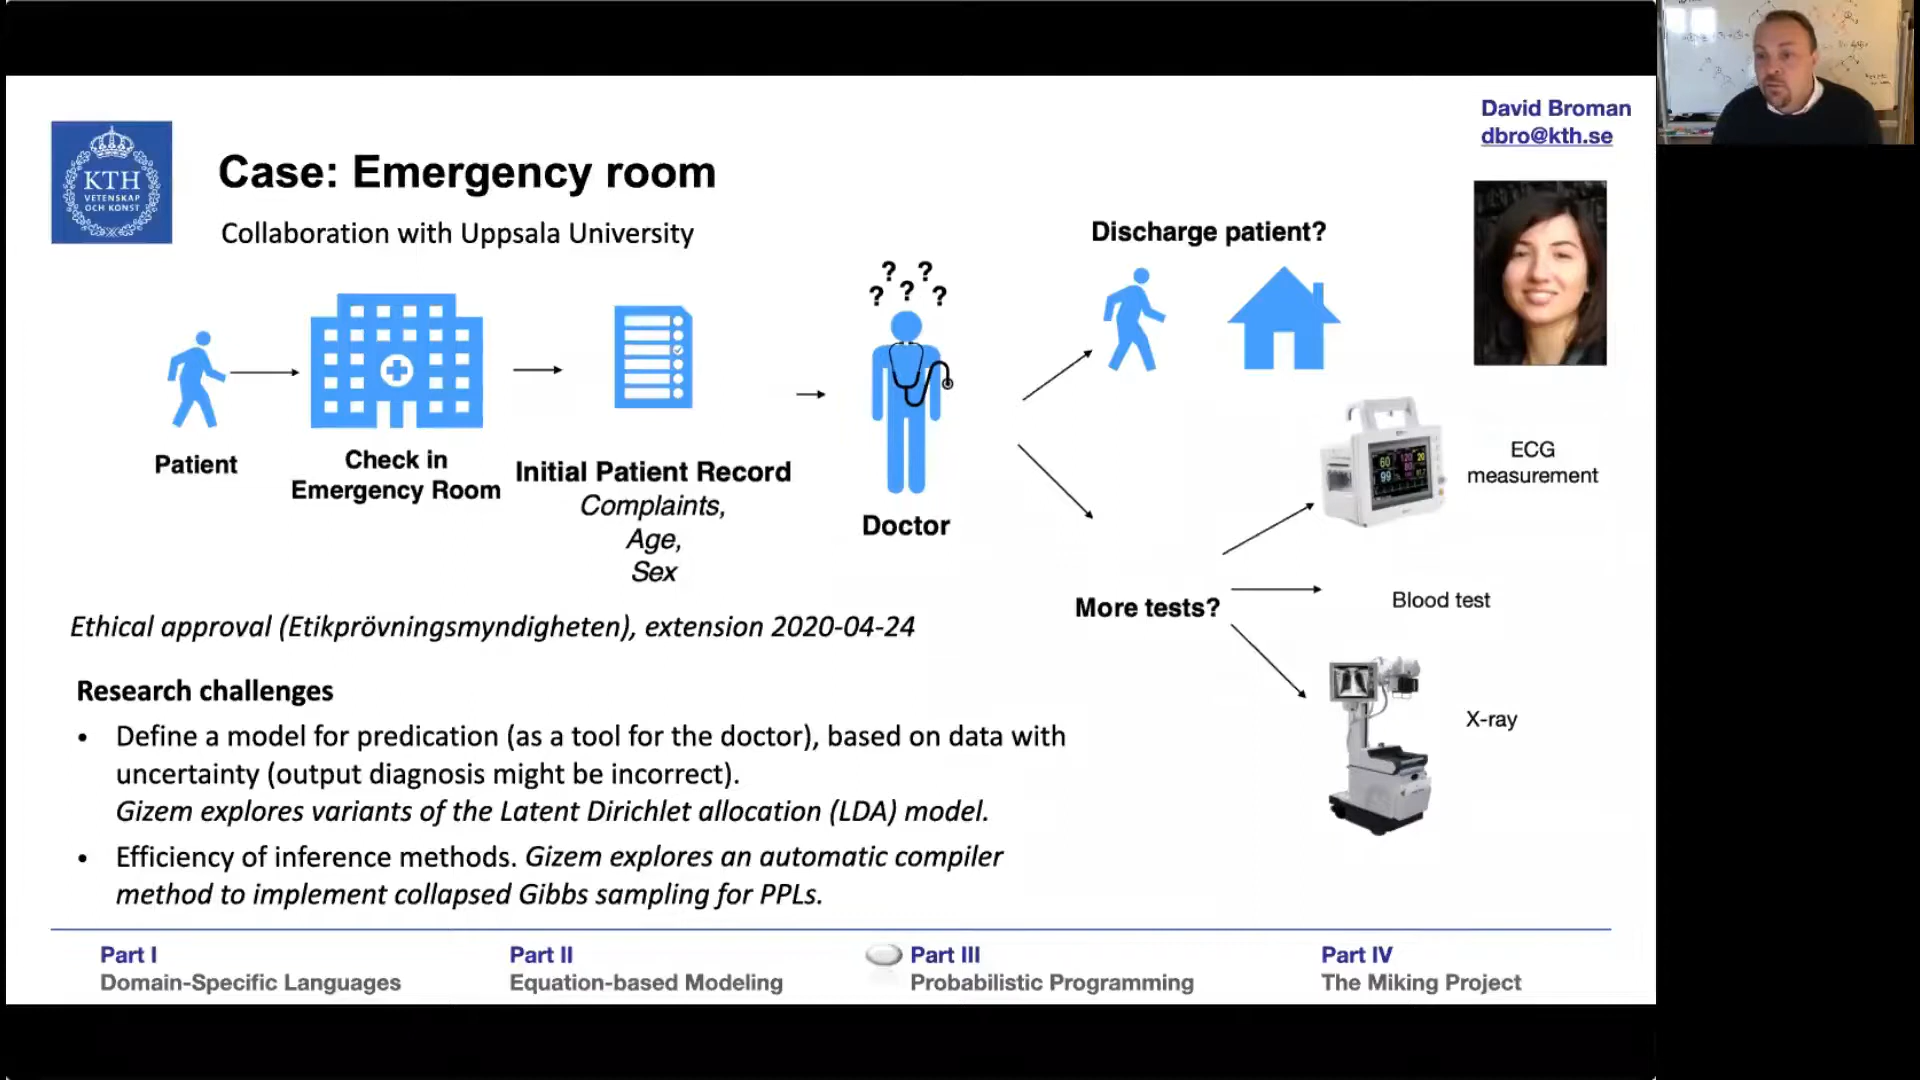 David Broman
dbro@kth.se
KTH
VETENSKAP
OCH KONST
Case: Emergency room
Collaboration with Uppsala University
Discharge patient?
? ?
? ? ?
Patient
Check in
Emergency Room
Initial Patient Record
Complaints,
Age,
Sex
Doctor
ECG
measurement
60
120
80
20
99
More tests?
Blood test
X-ray
Ethical approval (Etikprövningsmyndigheten), extension 2020-04-24
Research challenges
• Define a model for predication (as a tool for the doctor), based on data with
uncertainty (output diagnosis might be incorrect).
Gizem explores variants of the Latent Dirichlet allocation (LDA) model.
• Efficiency of inference methods. Gizem explores an automatic compiler
method to implement collapsed Gibbs sampling for PPLs.
Part I
Domain-Specific Languages
Part II
Equation-based Modeling
Part III
Probabilistic Programming
Part IV
The Miking Project